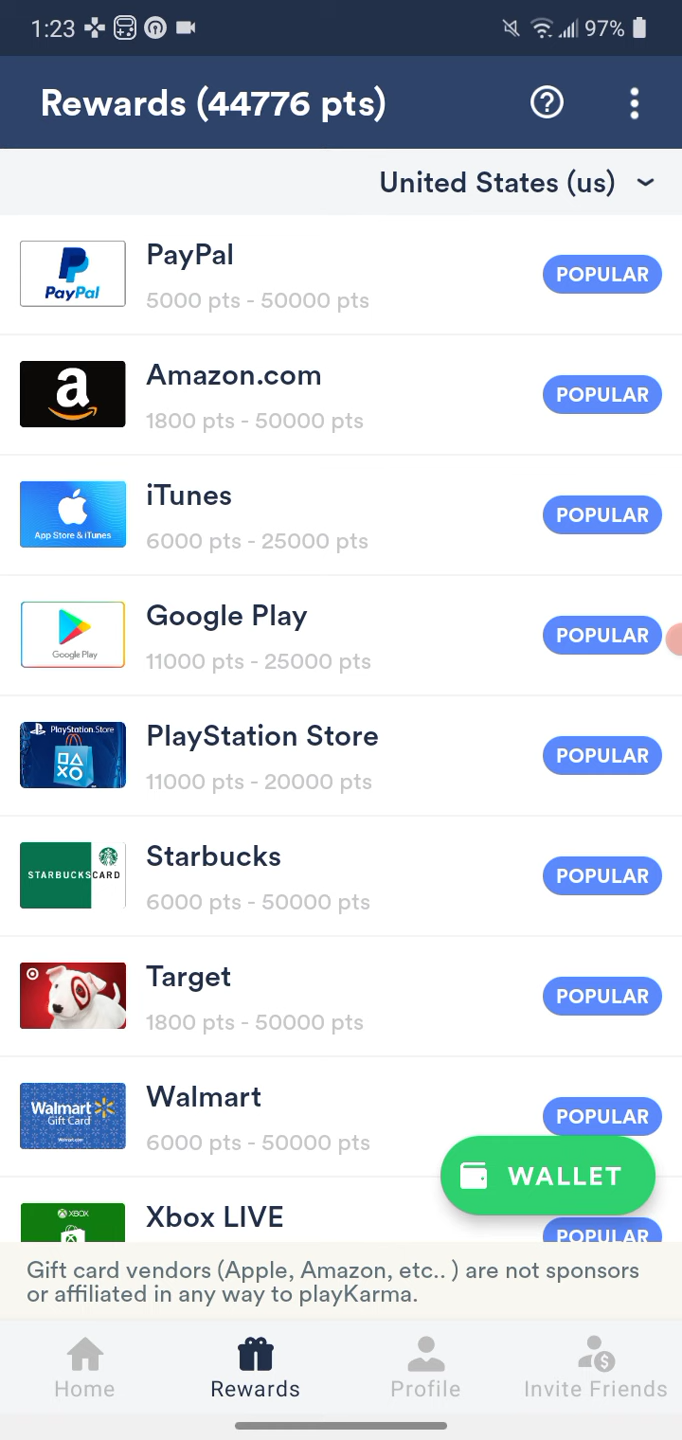 1:23 97%
Rewards (44776 pts)
United States (us)
PayPal
PayPal
5000 pts - 50000 pts
POPULAR
a
Amazon.com
1800 pts - 50000 pts
POPULAR
App Store & iTunes
iTunes
6000 pts - 25000 pts
POPULAR
Google Play
Google Play
11000 pts - 25000 pts
POPULAR
PlayStation Store
PlayStation Store
11000 pts - 20000 pts
POPULAR
STARBUCKS CARD
Starbucks
6000 pts - 50000 pts
POPULAR
Target
1800 pts - 50000 pts
POPULAR
Walmart
Gift Card
Walmart.com
Walmart
6000 pts - 50000 pts
POPULAR
WALLET
XBOX
Xbox LIVE
POPULAR
Gift card vendors (Apple, Amazon, etc.. ) are not sponsors
or affiliated in any way to playKarma.
Home Rewards Profile Invite Friends